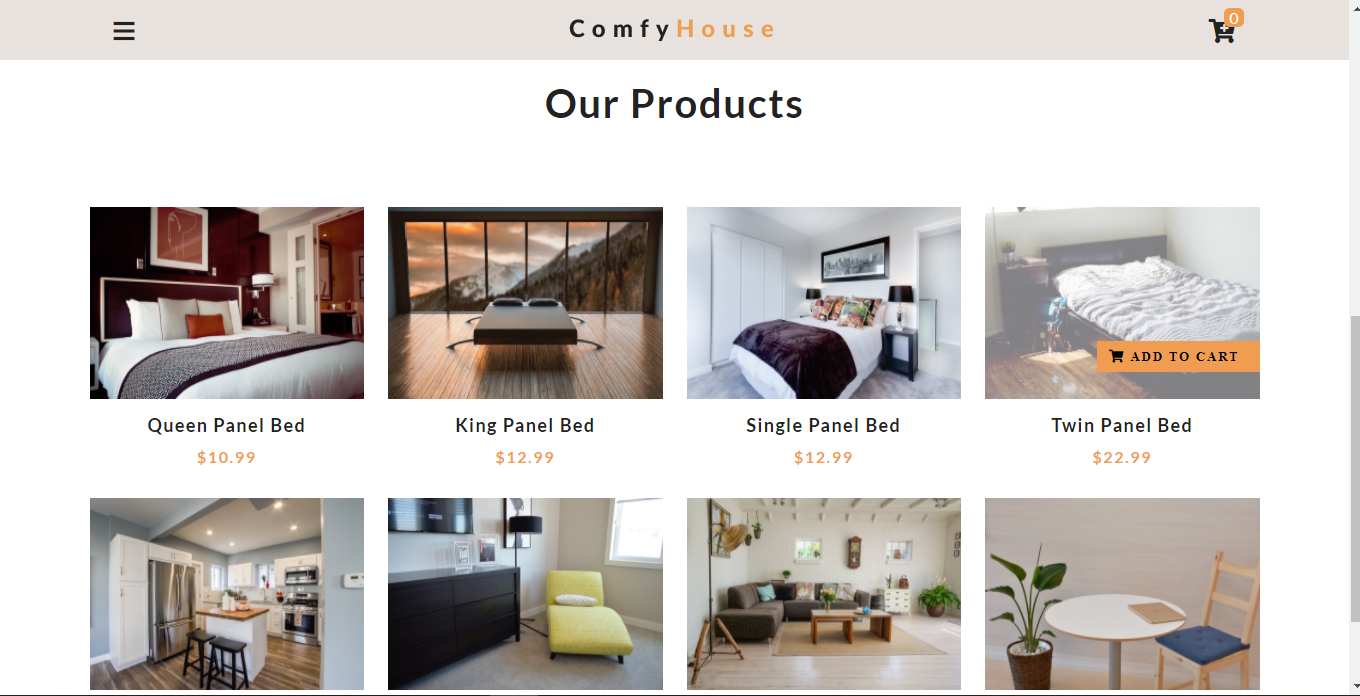 ComfyHouse
0
Our Products
ADD TO CART
Queen Panel Bed
King Panel Bed
Single Panel Bed
Twin Panel Bed
$10.99
$12.99
$12.99
$22.99